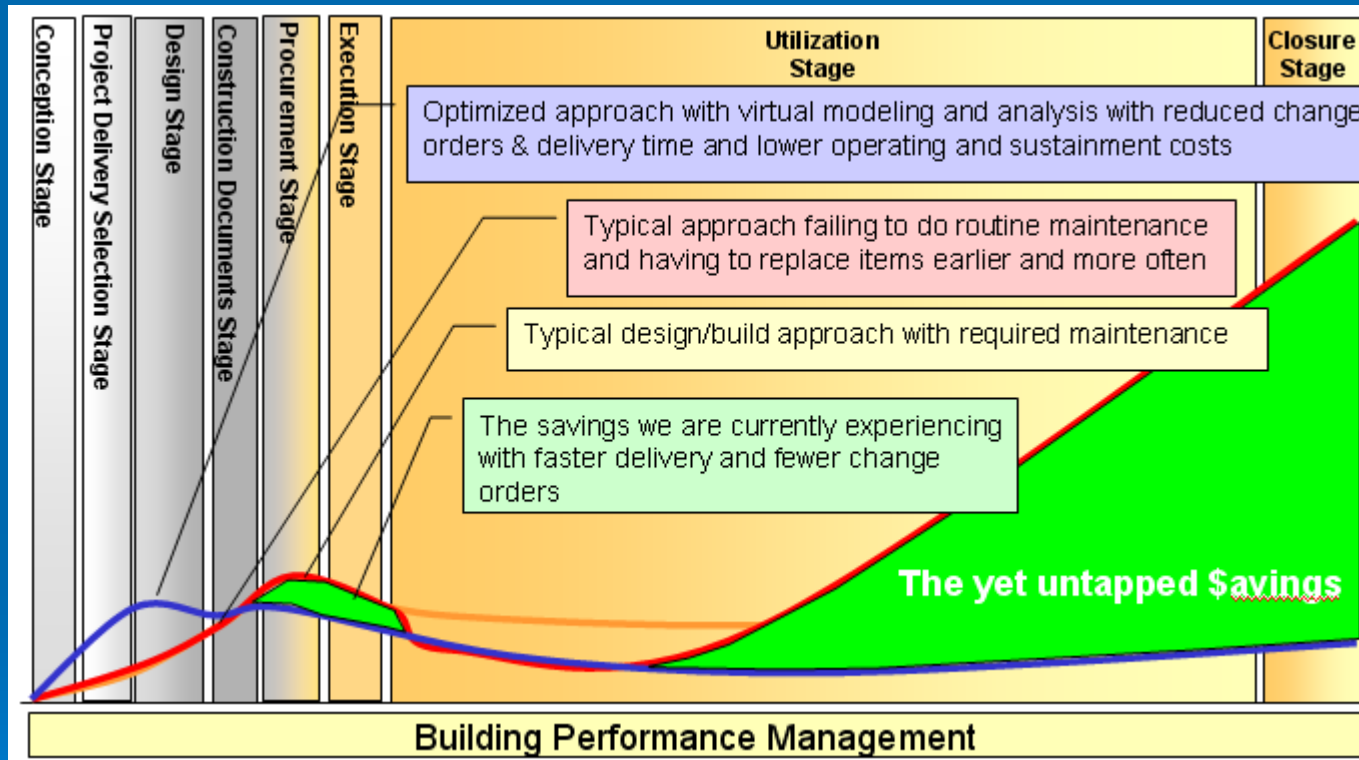 Conception Stage
Project Delivery Selection Stage
Design Stage
Construction Documents Stage
Procurement Stage
Execution Stage
Utilization
Stage
Closure
Stage
Optimized approach with virtual modeling and analysis with reduced change
orders & delivery time and lower operating and sustainment costs
Typical approach failing to do routine maintenance
and having to replace items earlier and more often
Typical design/build approach with required maintenance
The savings we are currently experiencing
with faster delivery and fewer change
orders
The yet untapped $avings
Building Performance Management